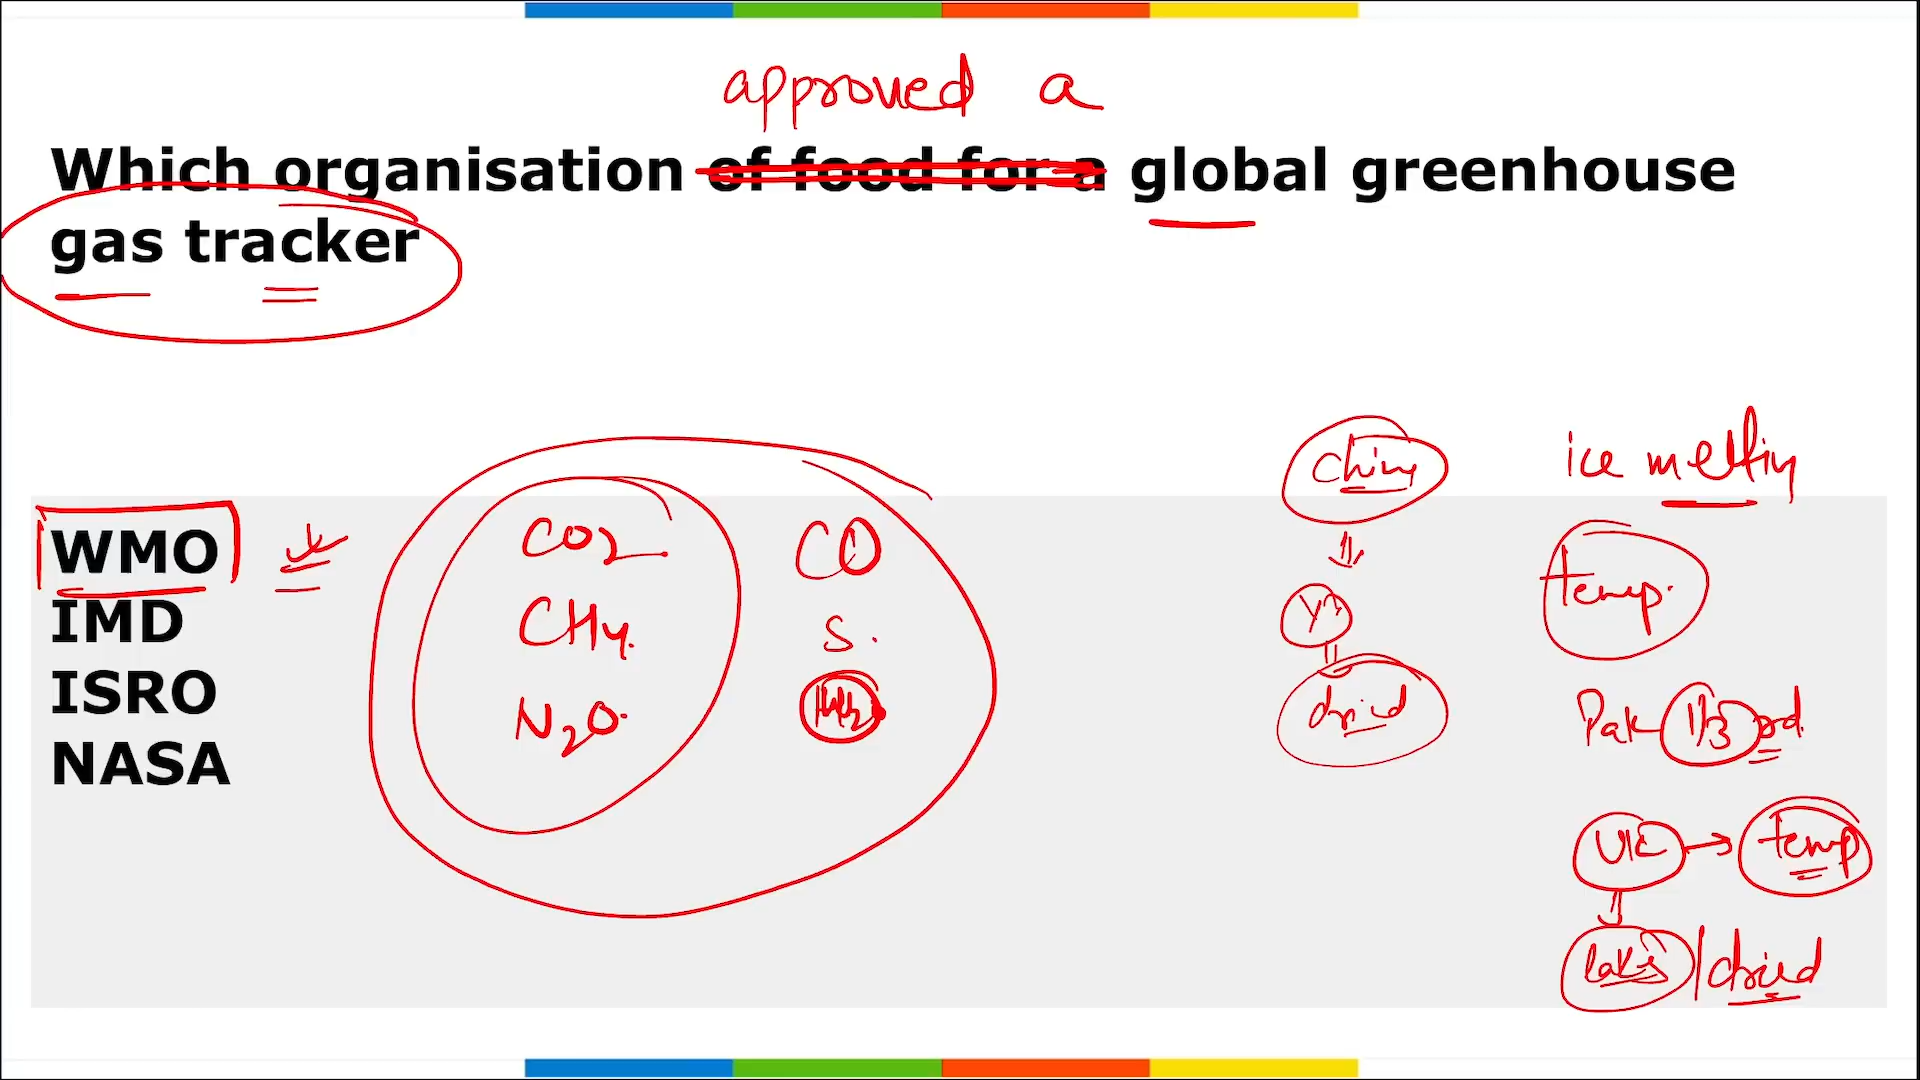 approved a
Which organisation of food for a global greenhouse
gas tracker
WMO
IMD
ISRO
NASA
CO2
CH4.
N2O.
CO
S.
China
dried
ice melting
temp.
Pak 1/3 rd.
UK → temp
lakes / dried